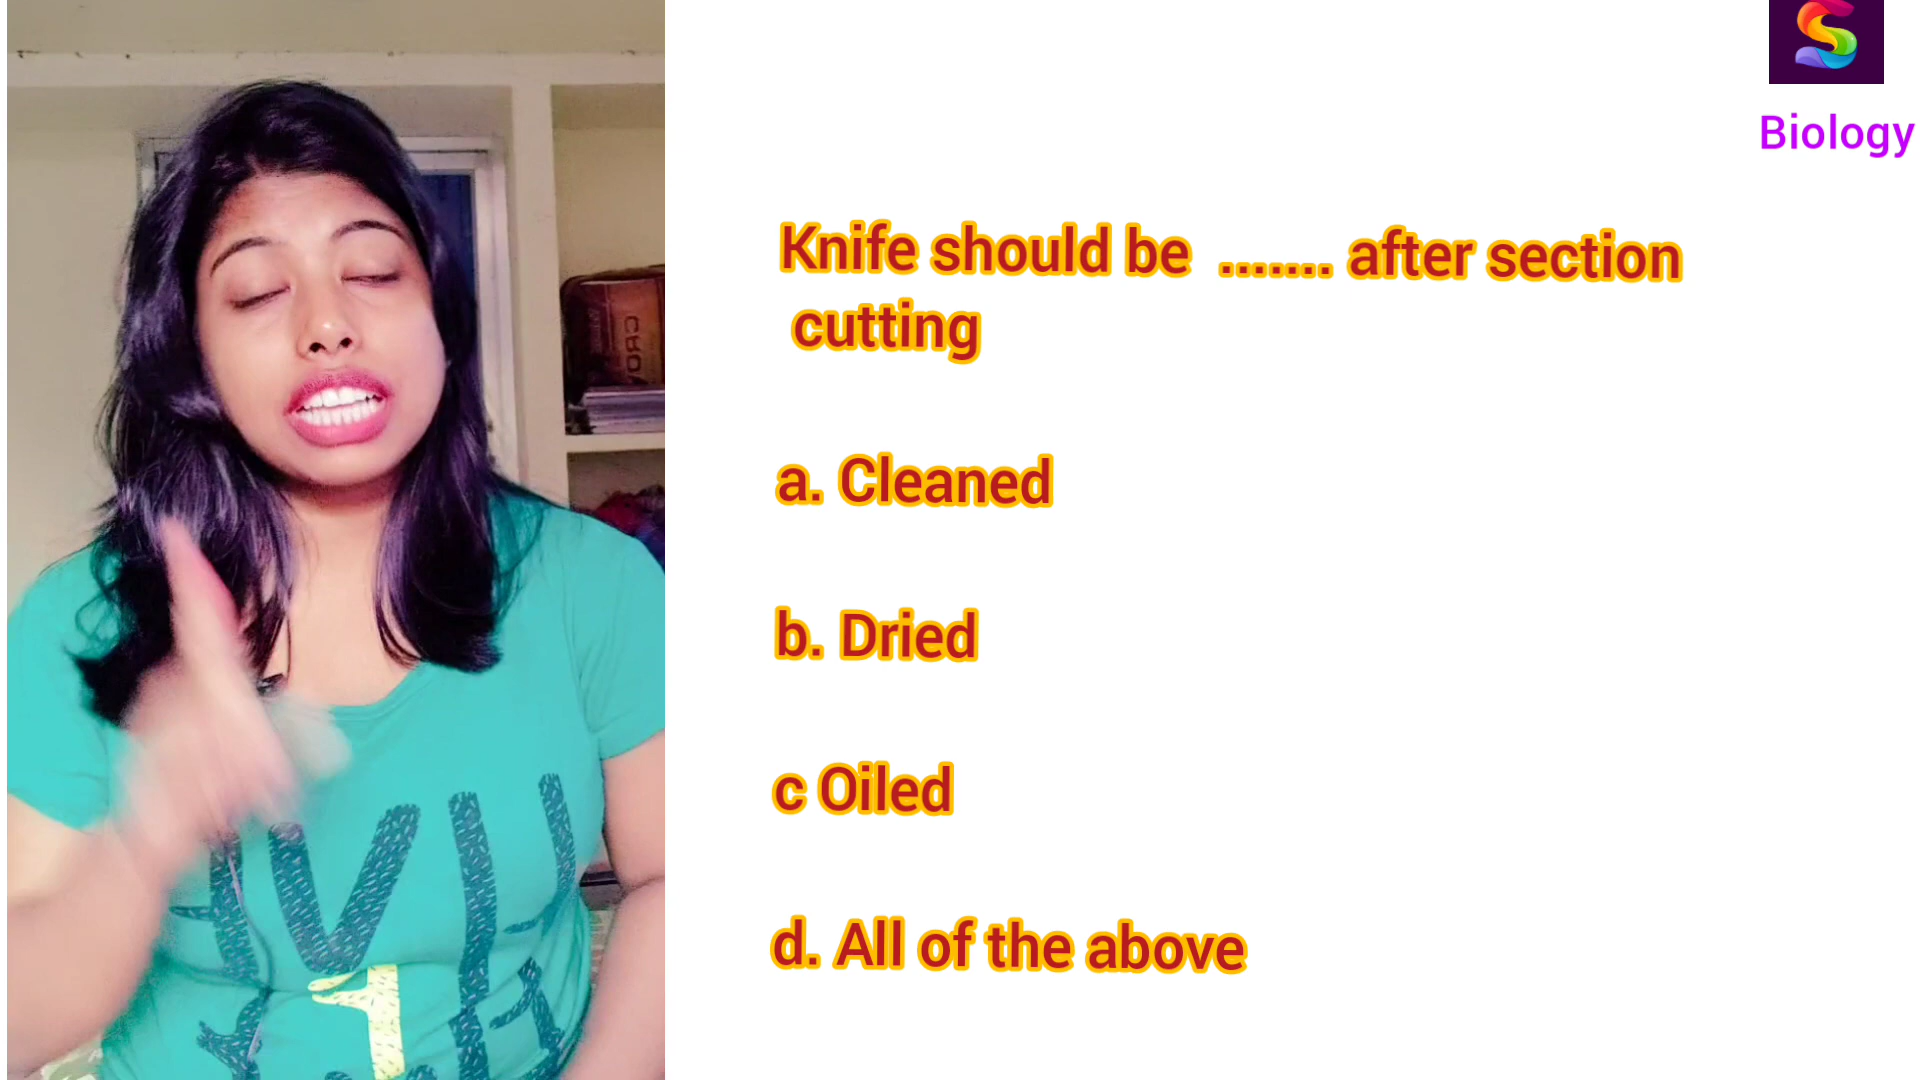 Biology
Knife should be ....... after section
cutting
a. Cleaned
b. Dried
c Oiled
d. All of the above